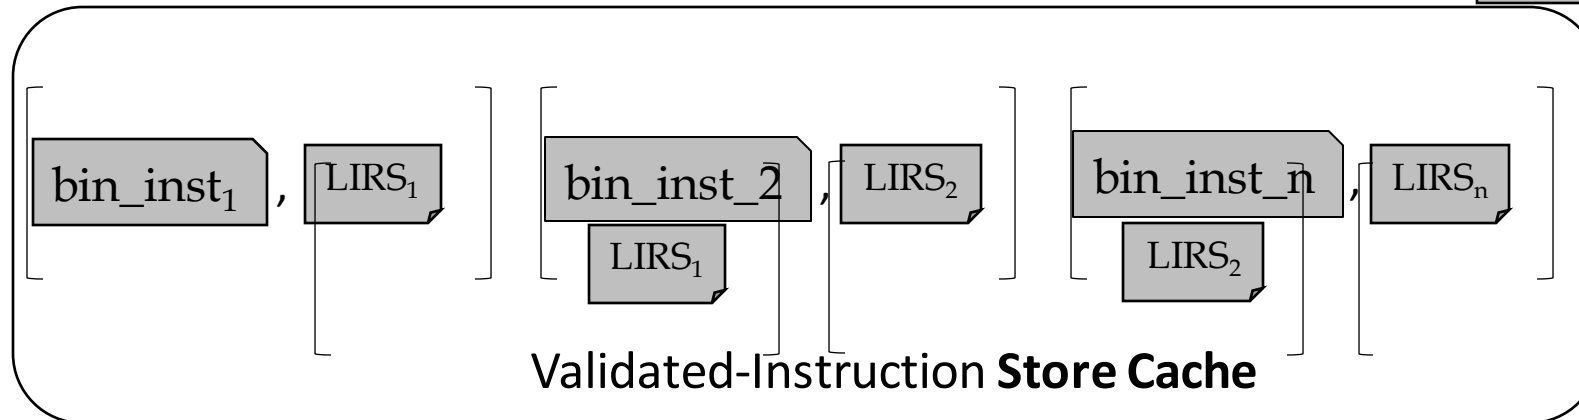 bin_inst₁ , LIRS₁ bin_inst_2 , LIRS₂ bin_inst_n , LIRSₙ
LIRS₁ LIRS₂
Validated-Instruction Store Cache